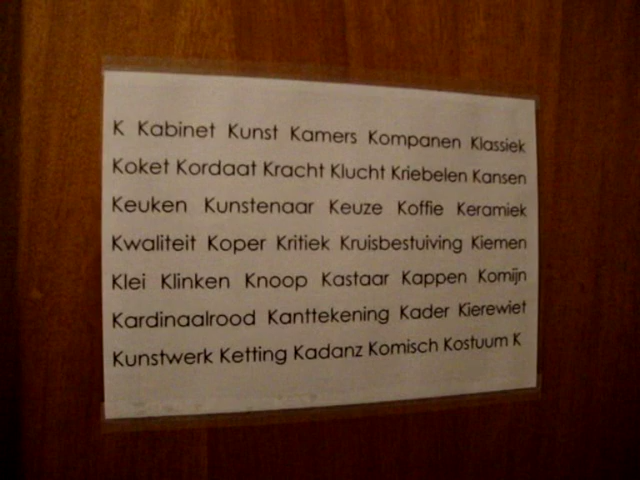 K Kabinet Kunst Kamers Kompanen Klassiek
Koket Kordaat Kracht Klucht Kriebelen Kansen
Keuken Kunstenaar Keuze Koffie Keramiek
Kwaliteit Koper Kritiek Kruisbestuiving Kiemen
Klei Klinken Knoop Kastaar Kappen Komijn
Kardinaalrood Kanttekening Kader Kierewiet
Kunstwerk Ketting Kadanz Komisch Kostuum K